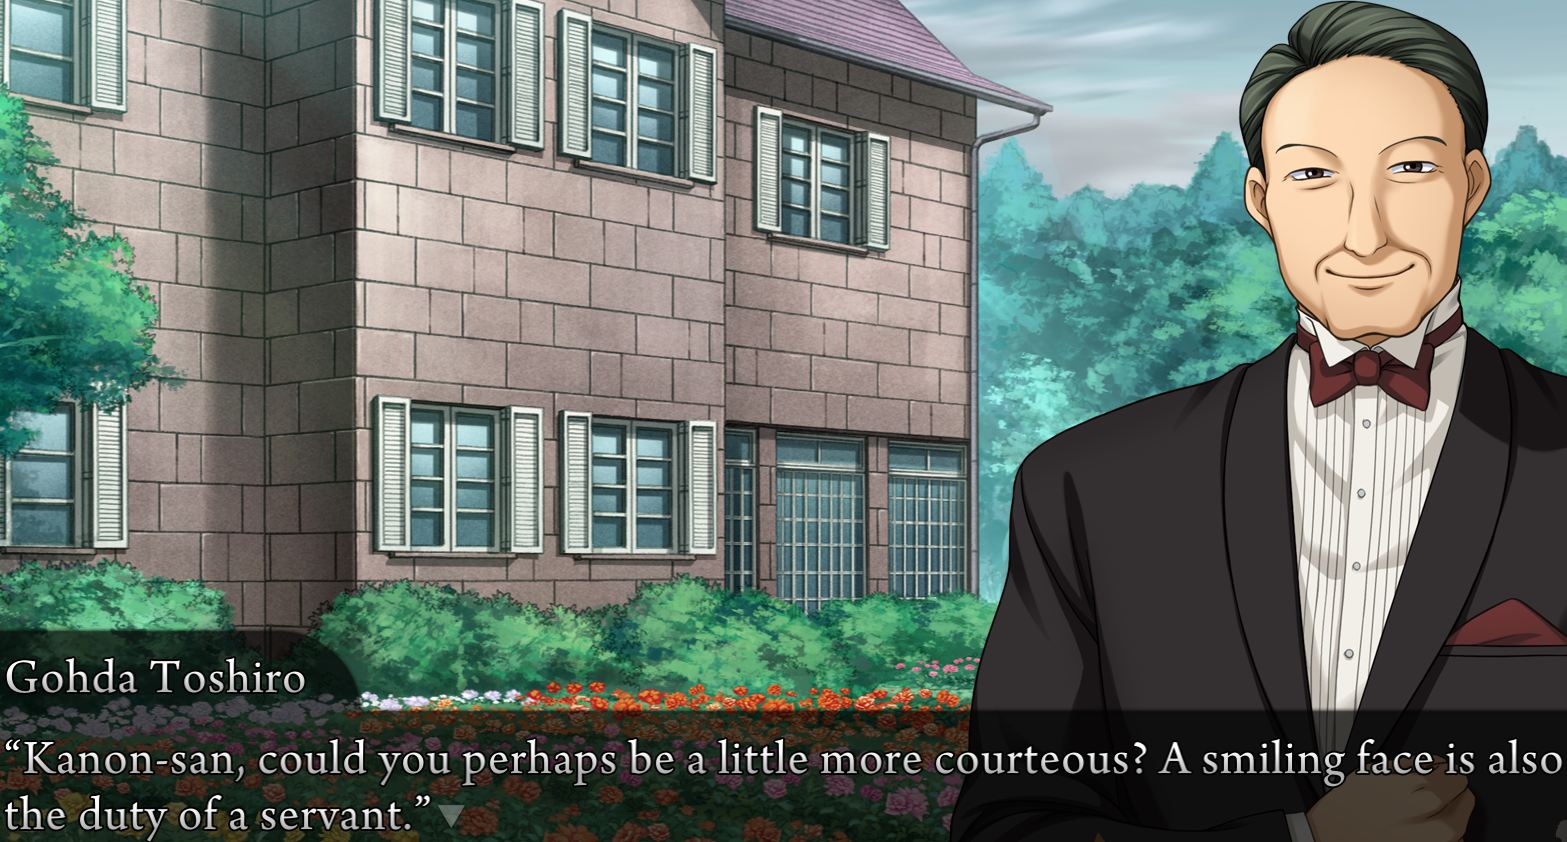 Gohda Toshiro
“Kanon-san, could you perhaps be a little more courteous? A smiling face is also
the duty of a servant.”